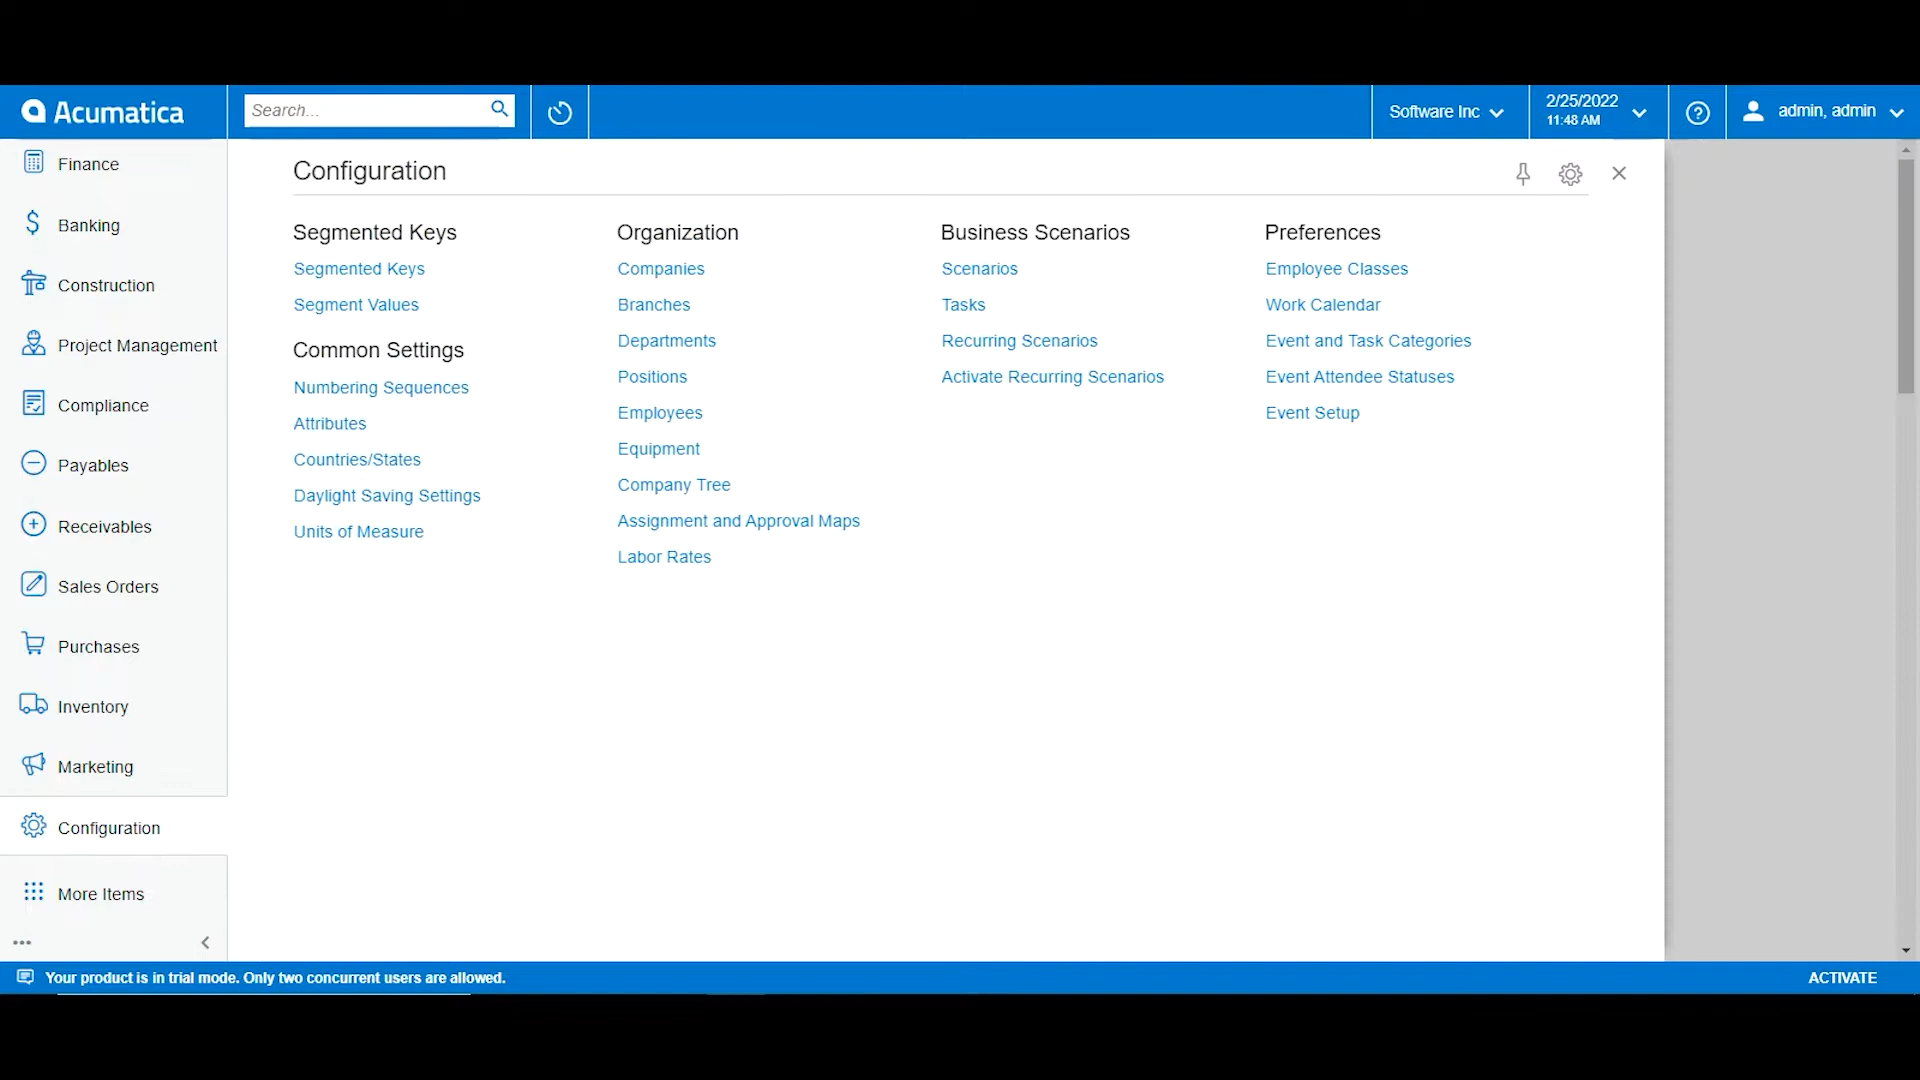 Acumatica
Search...
Software Inc
2/25/2022
11:48 AM
admin, admin
Finance
Banking
Construction
Project Management
Compliance
Payables
Receivables
Sales Orders
Purchases
Inventory
Marketing
Configuration
More Items
Configuration
Segmented Keys
Segmented Keys
Segment Values
Common Settings
Numbering Sequences
Attributes
Countries/States
Daylight Saving Settings
Units of Measure
Organization
Companies
Branches
Departments
Positions
Employees
Equipment
Company Tree
Assignment and Approval Maps
Labor Rates
Business Scenarios
Scenarios
Tasks
Recurring Scenarios
Activate Recurring Scenarios
Preferences
Employee Classes
Work Calendar
Event and Task Categories
Event Attendee Statuses
Event Setup
Your product is in trial mode. Only two concurrent users are allowed.
ACTIVATE